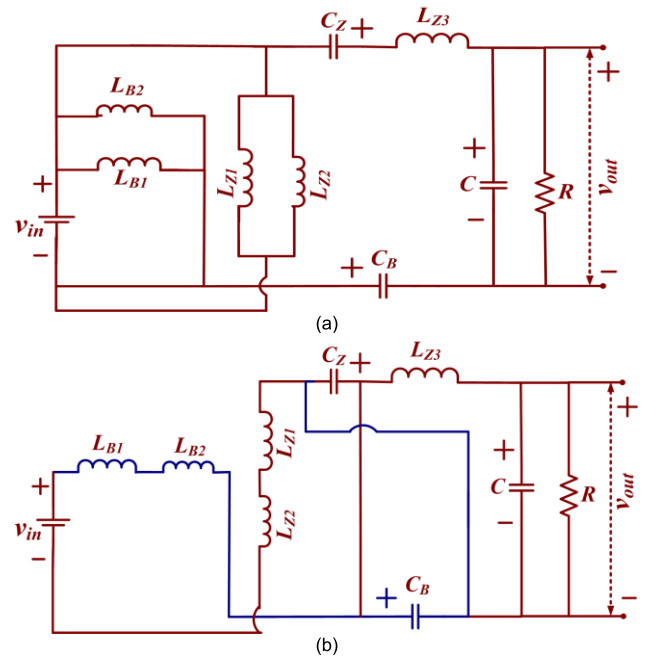 C_Z + L_Z3
L_B2
+
L_B1
L_Z1 L_Z2
+
v_in
−
+ C_B
+
C
−
R
+
v_out
−
(a)
C_Z + L_Z3
L_B1 L_B2
L_Z1
L_Z2
+
v_in
−
+ C_B
+
C
−
R
+
v_out
−
(b)